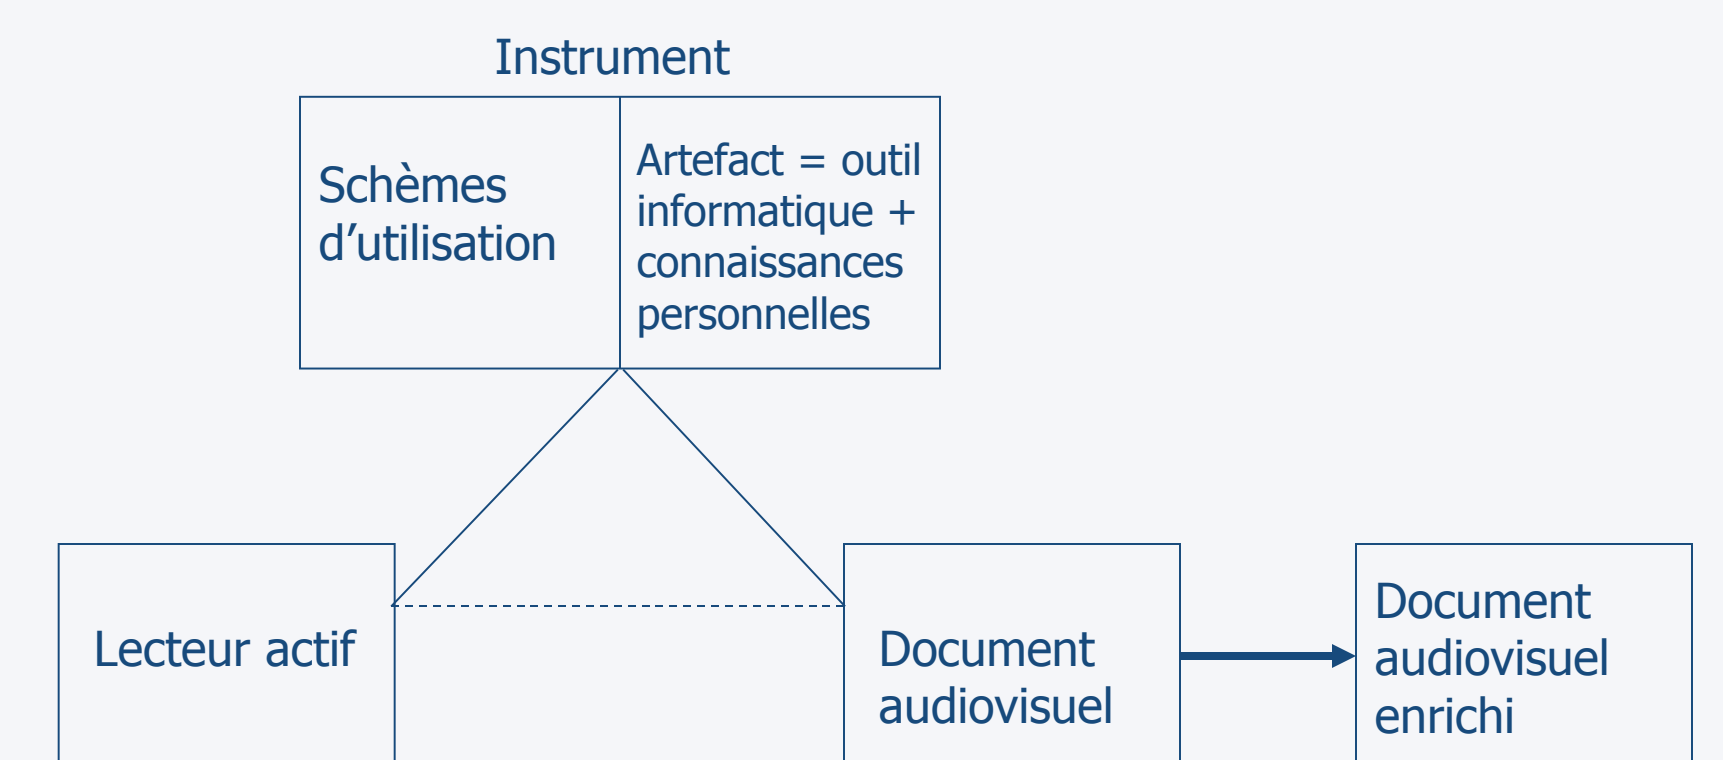 Instrument
Schèmes
d’utilisation
Artefact = outil
informatique +
connaissances
personnelles
Lecteur actif
Document
audiovisuel
Document
audiovisuel
enrichi